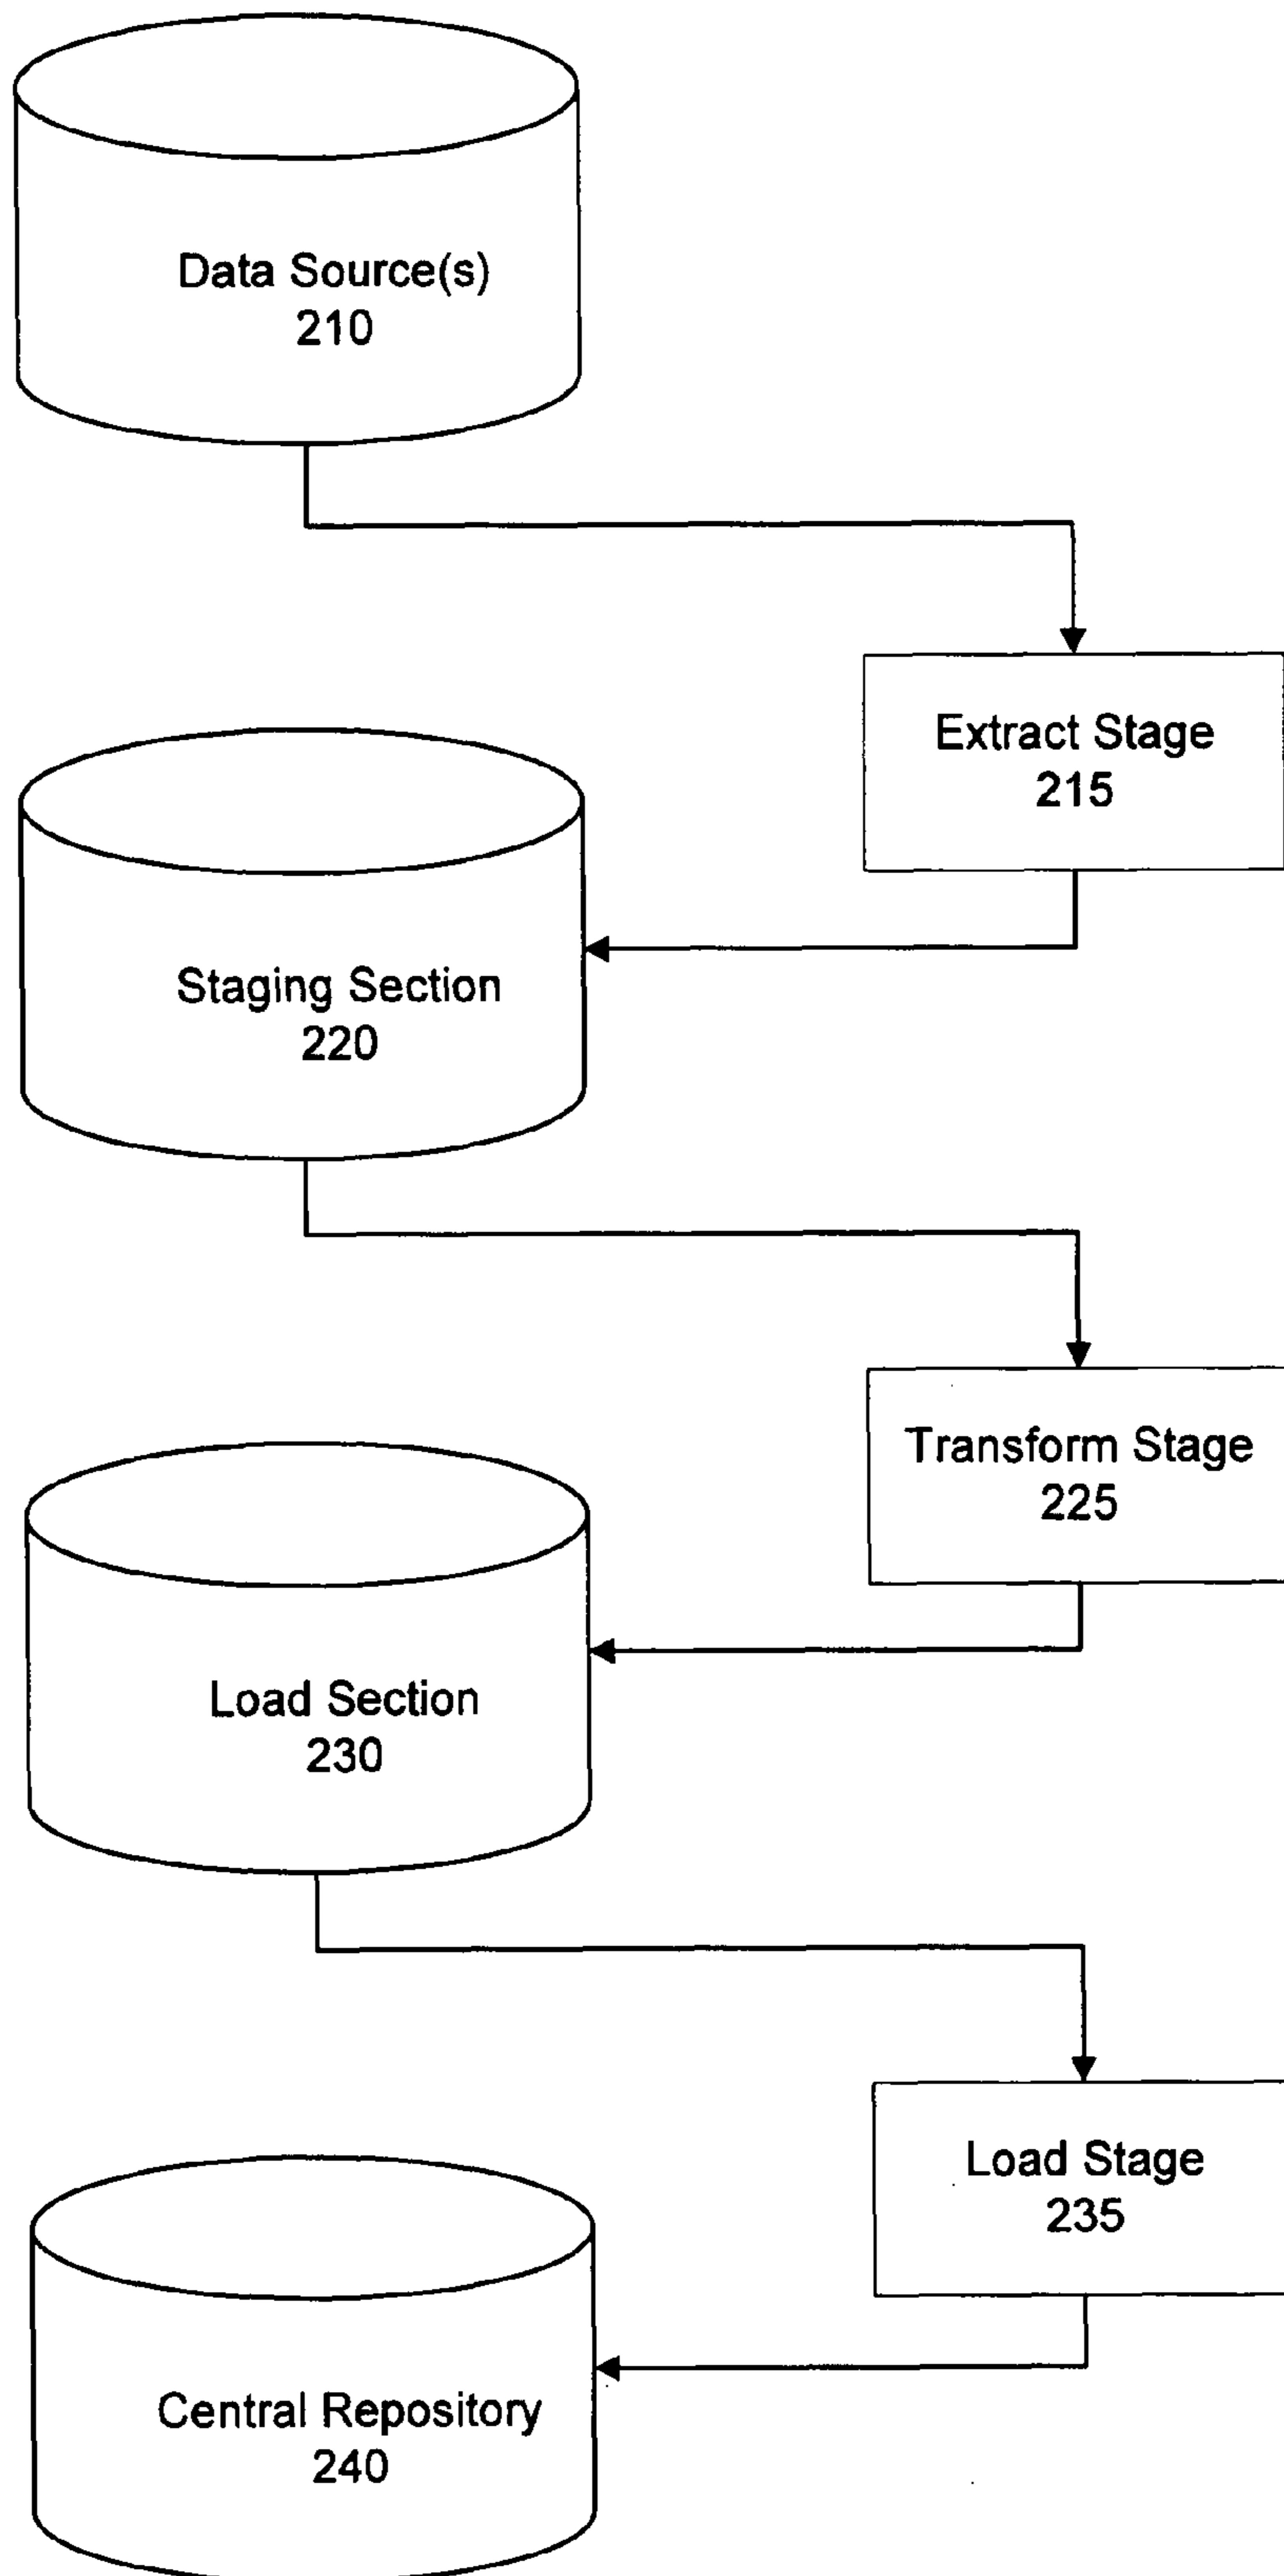 Data Source(s)
210
Extract Stage
215
Staging Section
220
Transform Stage
225
Load Section
230
Load Stage
235
Central Repository
240